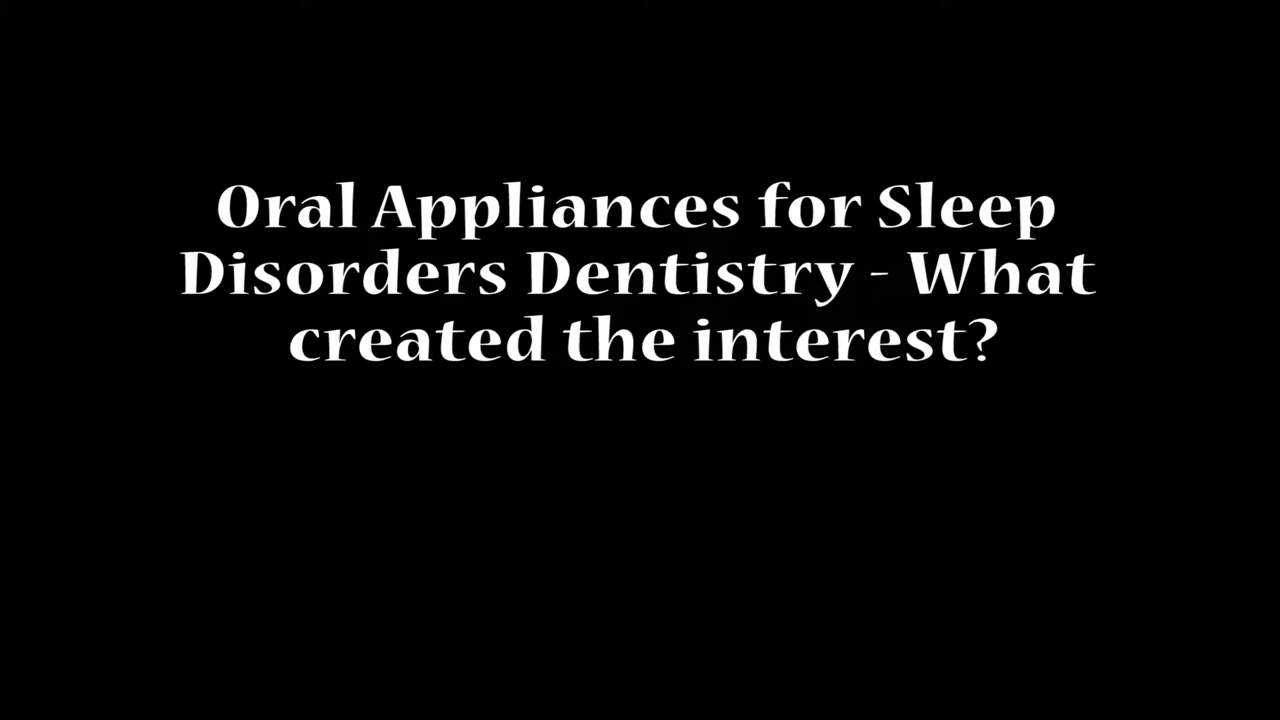 Oral Appliances for Sleep
Disorders Dentistry - What
created the interest?